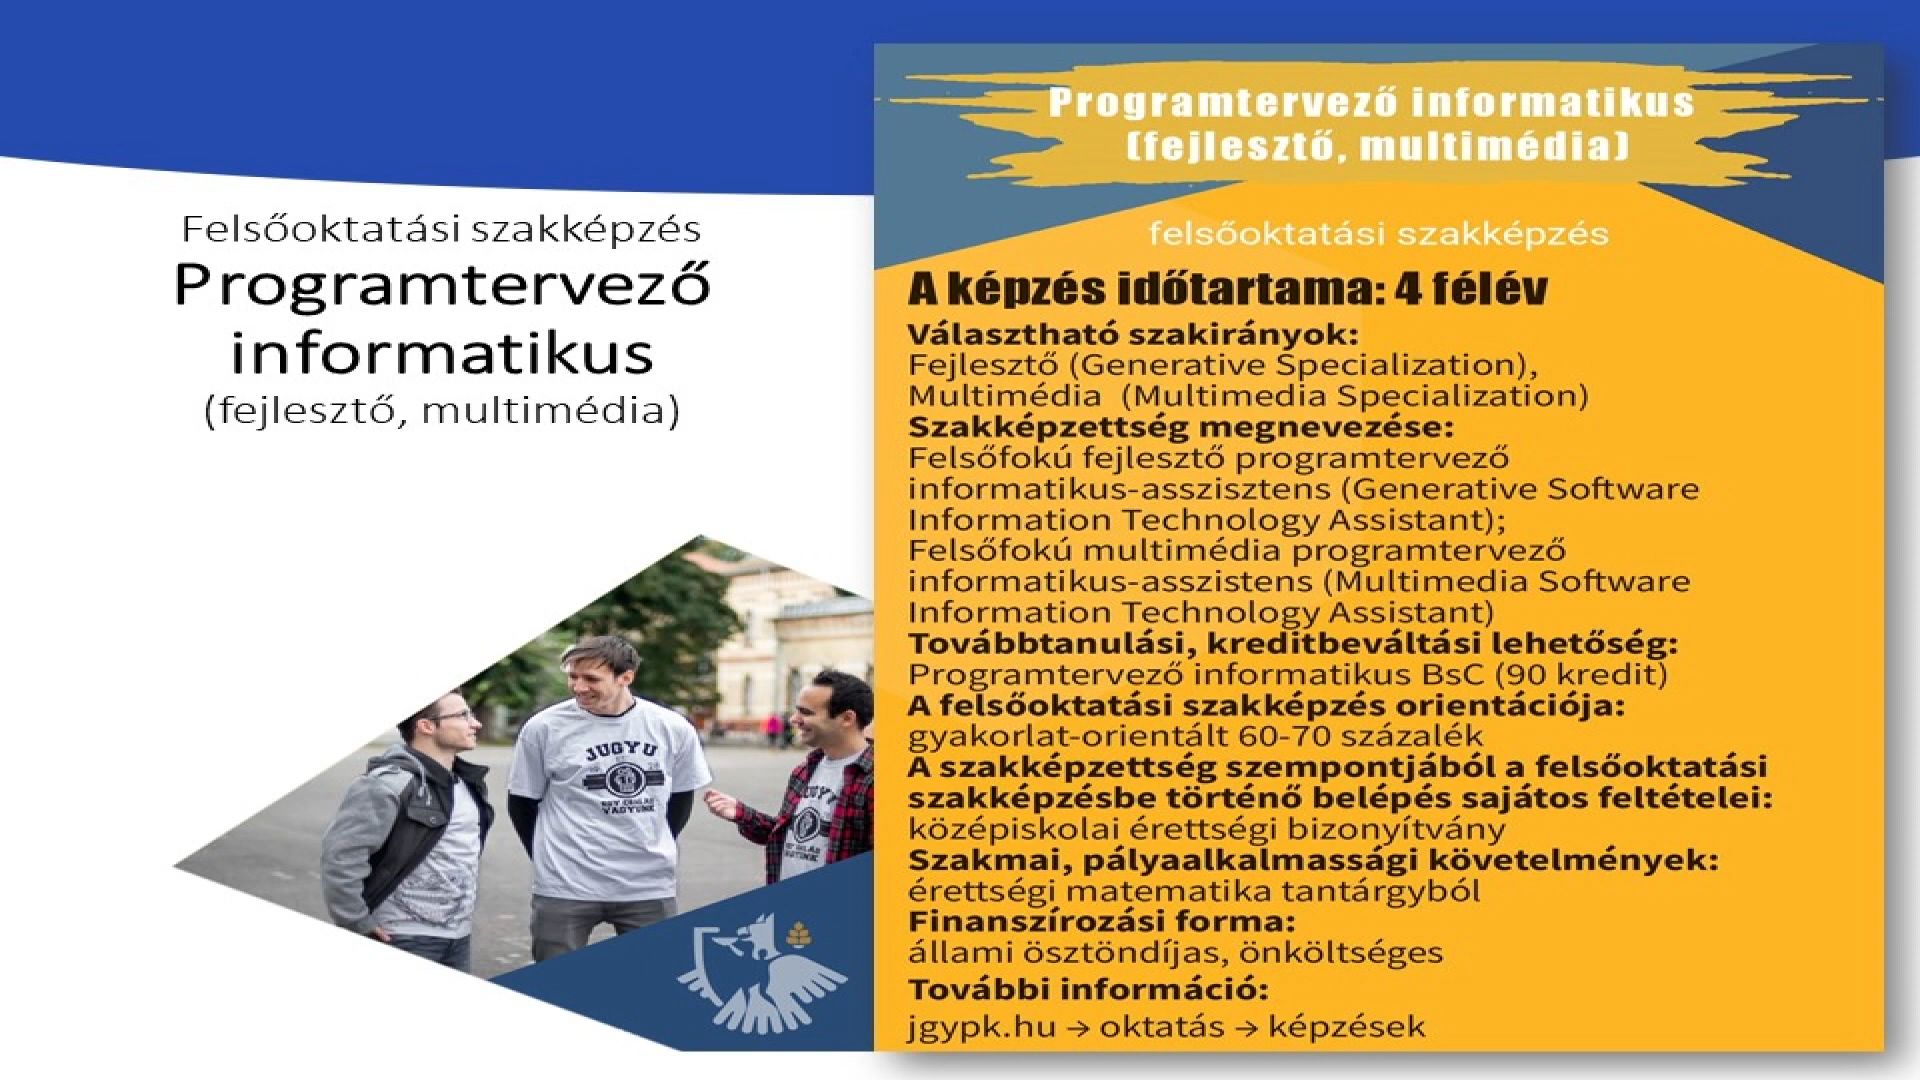 Felsőoktatási szakképzés
Programtervező
informatikus
(fejlesztő, multimédia)
JUGYU
EGY CSALÁD
VAGYUNK
Programtervező informatikus
(fejlesztő, multimédia)
felsőoktatási szakképzés
A képzés időtartama: 4 félév
Választható szakirányok:
Fejlesztő (Generative Specialization),
Multimédia (Multimedia Specialization)
Szakképzettség megnevezése:
Felsőfokú fejlesztő programtervező
informatikus-asszisztens (Generative Software
Information Technology Assistant);
Felsőfokú multimédia programtervező
informatikus-asszistens (Multimedia Software
Information Technology Assistant)
Továbbtanulási, kreditbeváltási lehetőség:
Programtervező informatikus BsC (90 kredit)
A felsőoktatási szakképzés orientációja:
gyakorlat-orientált 60-70 százalék
A szakképzettség szempontjából a felsőoktatási
szakképzésbe történő belépés sajátos feltételei:
középiskolai érettségi bizonyítvány
Szakmai, pályaalkalmassági követelmények:
érettségi matematika tantárgyból
Finanszírozási forma:
állami ösztöndíjas, önköltséges
További információ:
jgypk.hu → oktatás → képzések